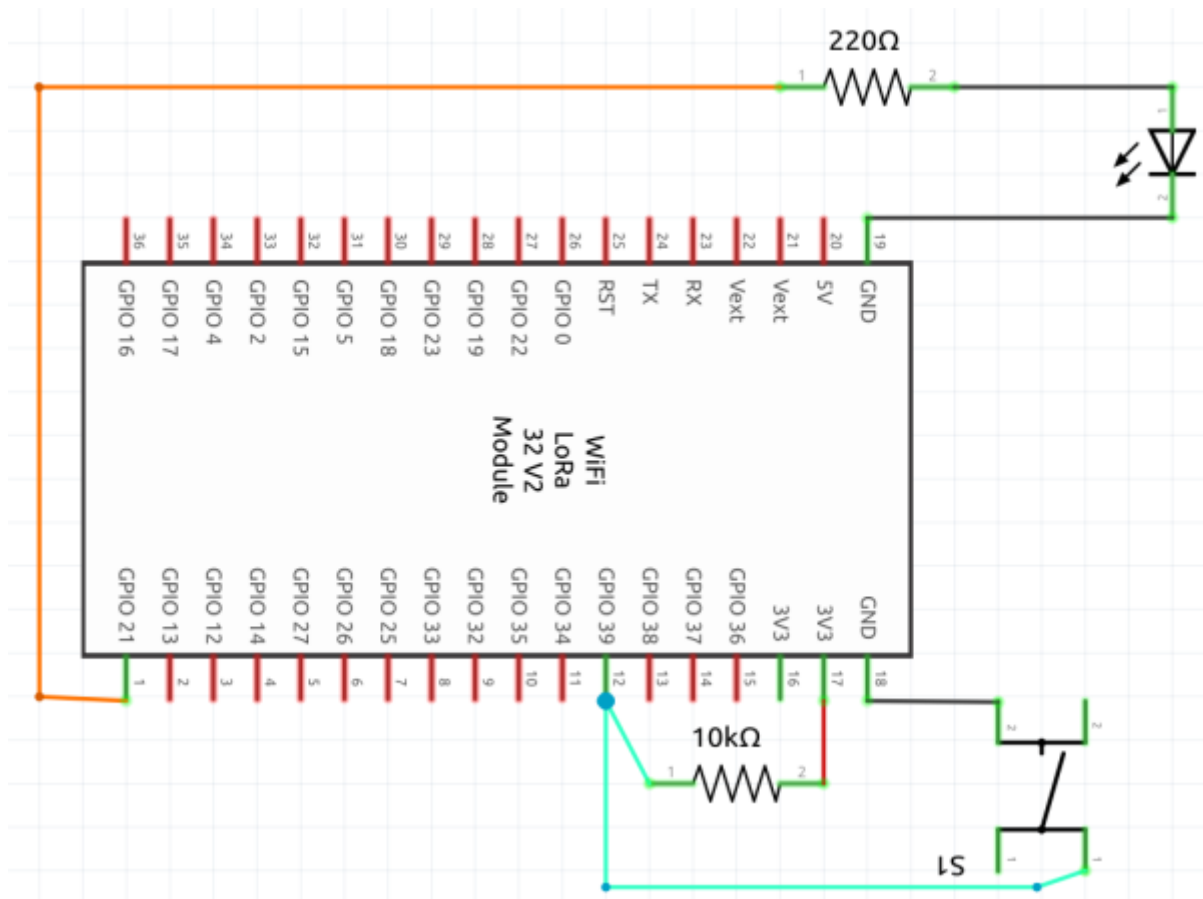 220Ω
1 2
1
2
36 35 34 33 32 31 30 29 28 27 26 25 24 23 22 21 20 19
GPIO 16 GPIO 17 GPIO 4 GPIO 2 GPIO 15 GPIO 5 GPIO 18 GPIO 23 GPIO 19 GPIO 22 GPIO 0 RST TX RX Vext Vext 5V GND
WiFi
LoRa
32 V2
Module
GPIO 21 GPIO 13 GPIO 12 GPIO 14 GPIO 27 GPIO 26 GPIO 25 GPIO 33 GPIO 32 GPIO 35 GPIO 34 GPIO 39 GPIO 38 GPIO 37 GPIO 36 3V3 3V3 GND
1 2 3 4 5 6 7 8 9 10 11 12 13 14 15 16 17 18
10kΩ
1 2
2 2
S1
1 1